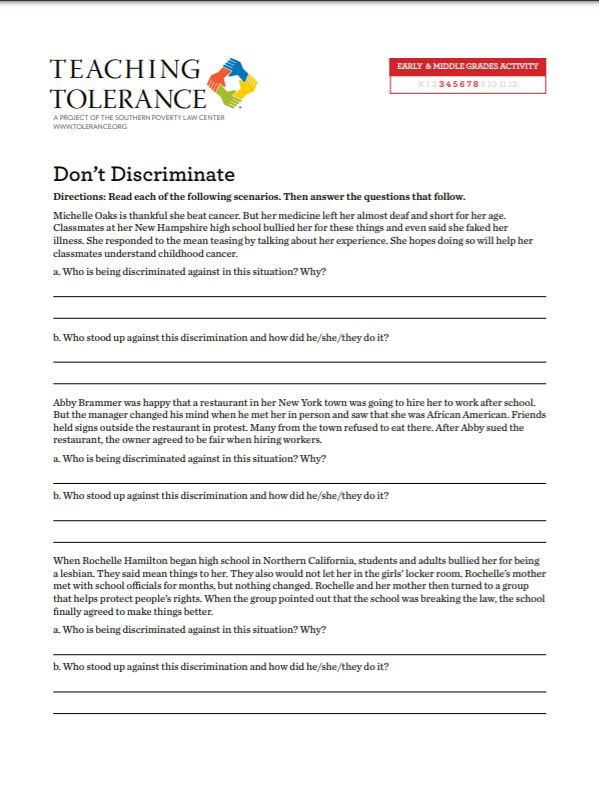 TEACHING
TOLERANCE
A PROJECT OF THE SOUTHERN POVERTY LAW CENTER
WWW.TOLERANCE.ORG
EARLY & MIDDLE GRADES ACTIVITY
K 1 2 3 4 5 6 7 8 9 10 11 12
Don’t Discriminate
Directions: Read each of the following scenarios. Then answer the questions that follow.
Michelle Oaks is thankful she beat cancer. But her medicine left her almost deaf and short for her age.
Classmates at her New Hampshire high school bullied her for these things and even said she faked her
illness. She responded to the mean teasing by talking about her experience. She hopes doing so will help her
classmates understand childhood cancer.
a. Who is being discriminated against in this situation? Why?
b. Who stood up against this discrimination and how did he/she/they do it?
Abby Brammer was happy that a restaurant in her New York town was going to hire her to work after school.
But the manager changed his mind when he met her in person and saw that she was African American. Friends
held signs outside the restaurant in protest. Many from the town refused to eat there. After Abby sued the
restaurant, the owner agreed to be fair when hiring workers.
a. Who is being discriminated against in this situation? Why?
b. Who stood up against this discrimination and how did he/she/they do it?
When Rochelle Hamilton began high school in Northern California, students and adults bullied her for being
a lesbian. They said mean things to her. They also would not let her in the girls’ locker room. Rochelle’s mother
met with school officials for months, but nothing changed. Rochelle and her mother then turned to a group
that helps protect people’s rights. When the group pointed out that the school was breaking the law, the school
finally agreed to make things better.
a. Who is being discriminated against in this situation? Why?
b. Who stood up against this discrimination and how did he/she/they do it?